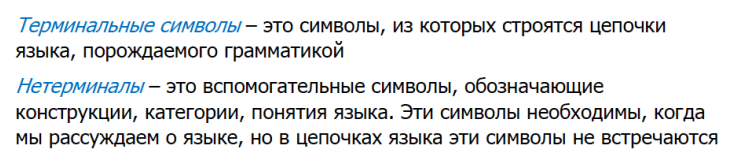 Терминальные символы – это символы, из которых строятся цепочки
языка, порождаемого грамматикой
Нетерминалы – это вспомогательные символы, обозначающие
конструкции, категории, понятия языка. Эти символы необходимы, когда
мы рассуждаем о языке, но в цепочках языка эти символы не встречаются